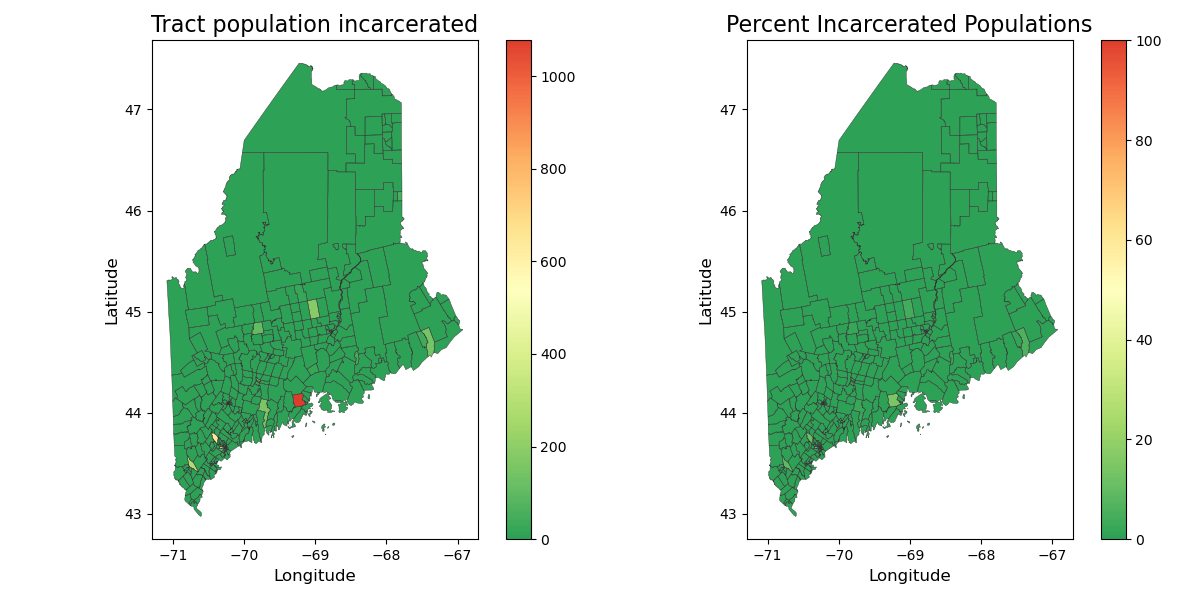 Tract population incarcerated
47
46
45
44
43
Latitude
−71 −70 −69 −68 −67
Longitude
1000
800
600
400
200
0
Percent Incarcerated Populations
47
46
45
44
43
Latitude
−71 −70 −69 −68 −67
Longitude
100
80
60
40
20
0